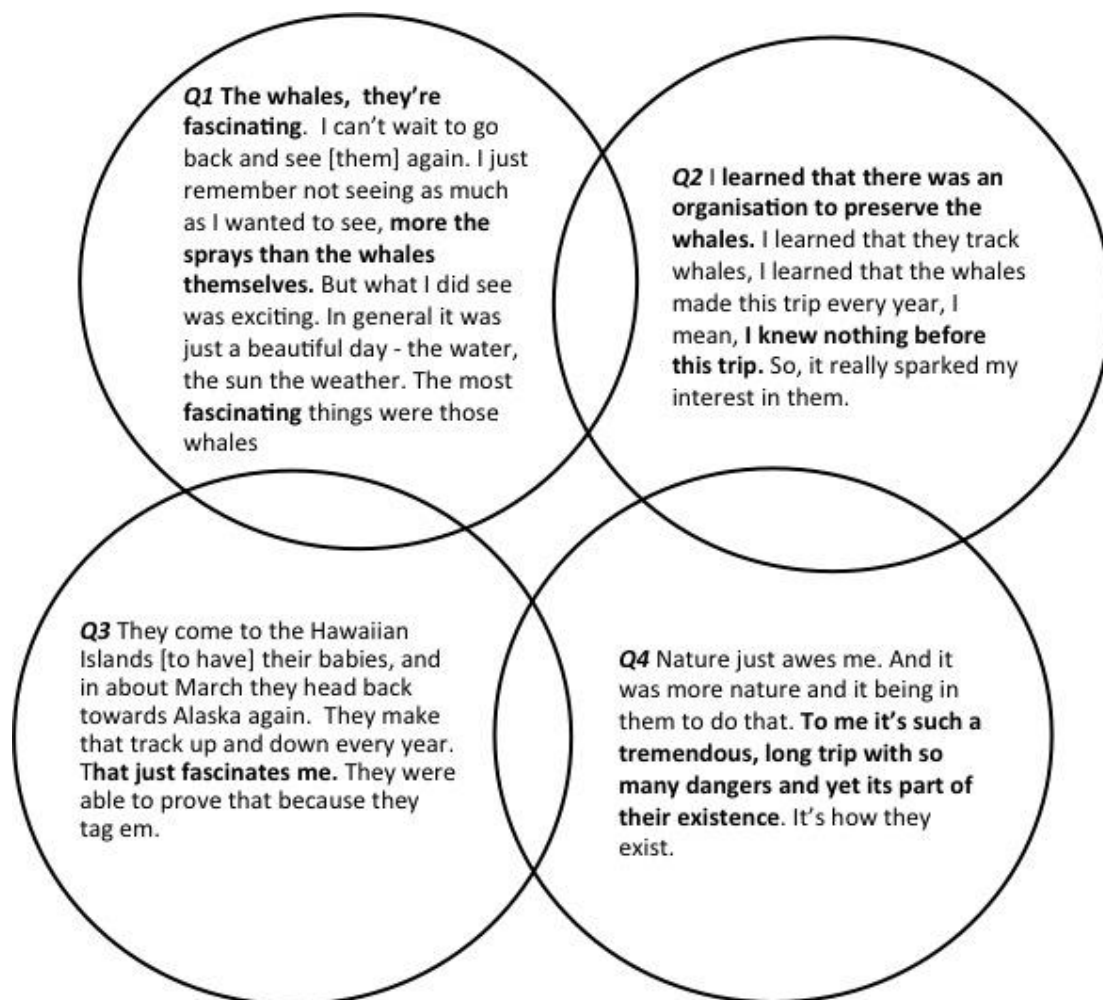 Q1 The whales, they're
fascinating. I can't wait to go
back and see [them] again. I just
remember not seeing as much
as I wanted to see, more the
sprays than the whales
themselves. But what I did see
was exciting. In general it was
just a beautiful day - the water,
the sun the weather. The most
fascinating things were those
whales
Q2 I learned that there was an
organisation to preserve the
whales. I learned that they track
whales, I learned that the whales
made this trip every year, I
mean, I knew nothing before
this trip. So, it really sparked my
interest in them.
Q3 They come to the Hawaiian
Islands [to have] their babies, and
in about March they head back
towards Alaska again. They make
that track up and down every year.
That just fascinates me. They were
able to prove that because they
tag em.
Q4 Nature just awes me. And it
was more nature and it being in
them to do that. To me it's such a
tremendous, long trip with so
many dangers and yet its part of
their existence. It's how they
exist.